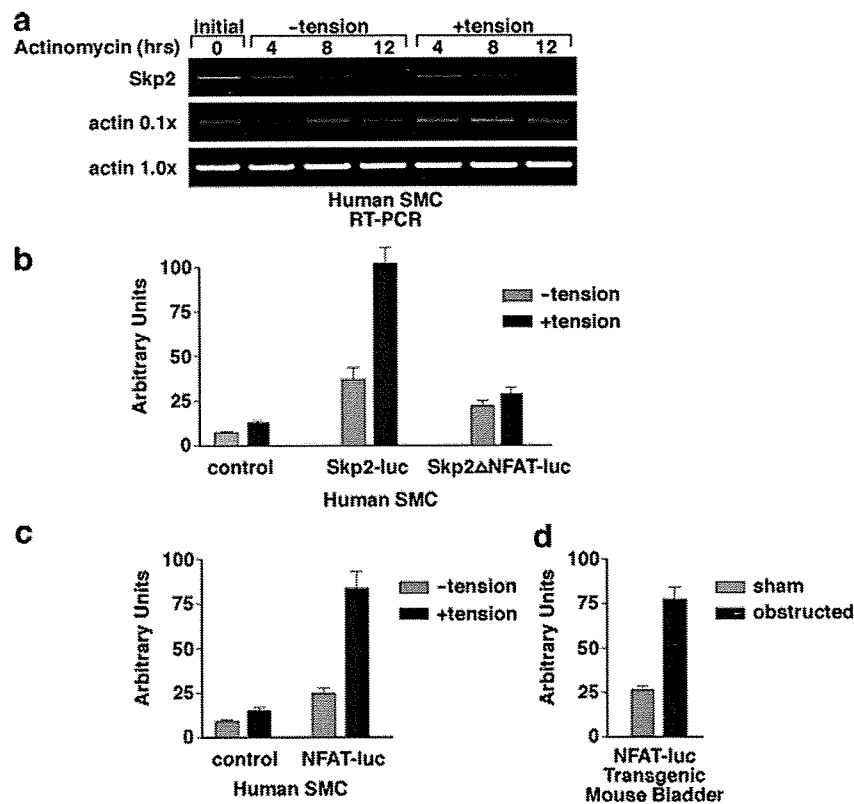 a
initial -tension +tension
Actinomycin (hrs) 0 4 8 12 4 8 12
Skp2
actin 0.1x
actin 1.0x
Human SMC
RT-PCR
b
Arbitrary Units
100
75
50
25
0
-tension
+tension
control Skp2-luc Skp2ΔNFAT-luc
Human SMC
c
Arbitrary Units
100
75
50
25
0
-tension
+tension
control NFAT-luc
Human SMC
d
Arbitrary Units
100
75
50
25
0
sham
obstructed
NFAT-luc
Transgenic
Mouse Bladder